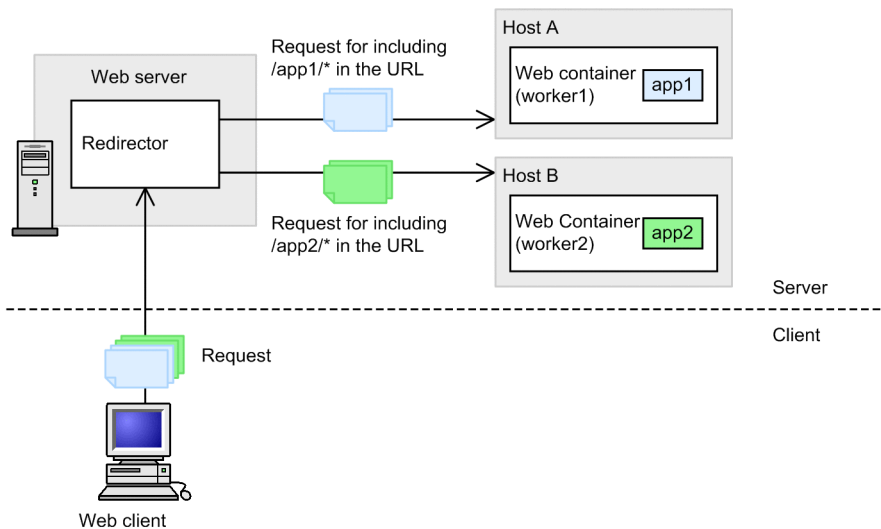 Web server
Redirector
Request for including
/app1/* in the URL
Request for including
/app2/* in the URL
Host A
Web container
(worker1)
app1
Host B
Web Container
(worker2)
app2
Server
Client
Request
Web client